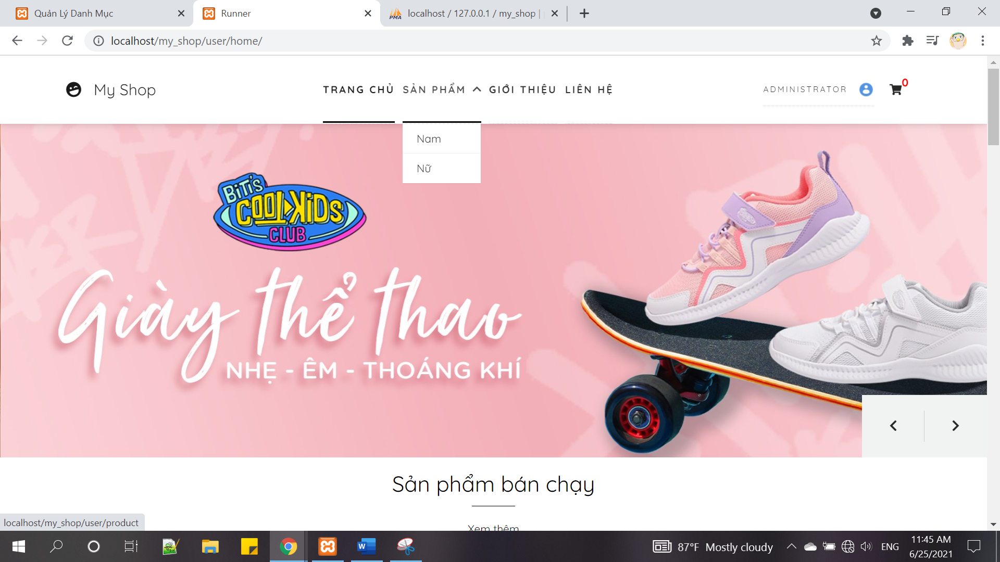 Quản Lý Danh Mục
Runner
localhost / 127.0.0.1 / my_shop |
localhost/my_shop/user/home/
My Shop
TRANG CHỦ SẢN PHẨM GIỚI THIỆU LIÊN HỆ
ADMINISTRATOR
0
Nam
Nữ
BiTi'S
COOLKiDS
CLUB
Giày thể thao
NHẸ - ÊM - THOÁNG KHÍ
Sản phẩm bán chạy
Xem thêm
localhost/my_shop/user/product
87°F Mostly cloudy
ENG
11:45 AM
6/25/2021